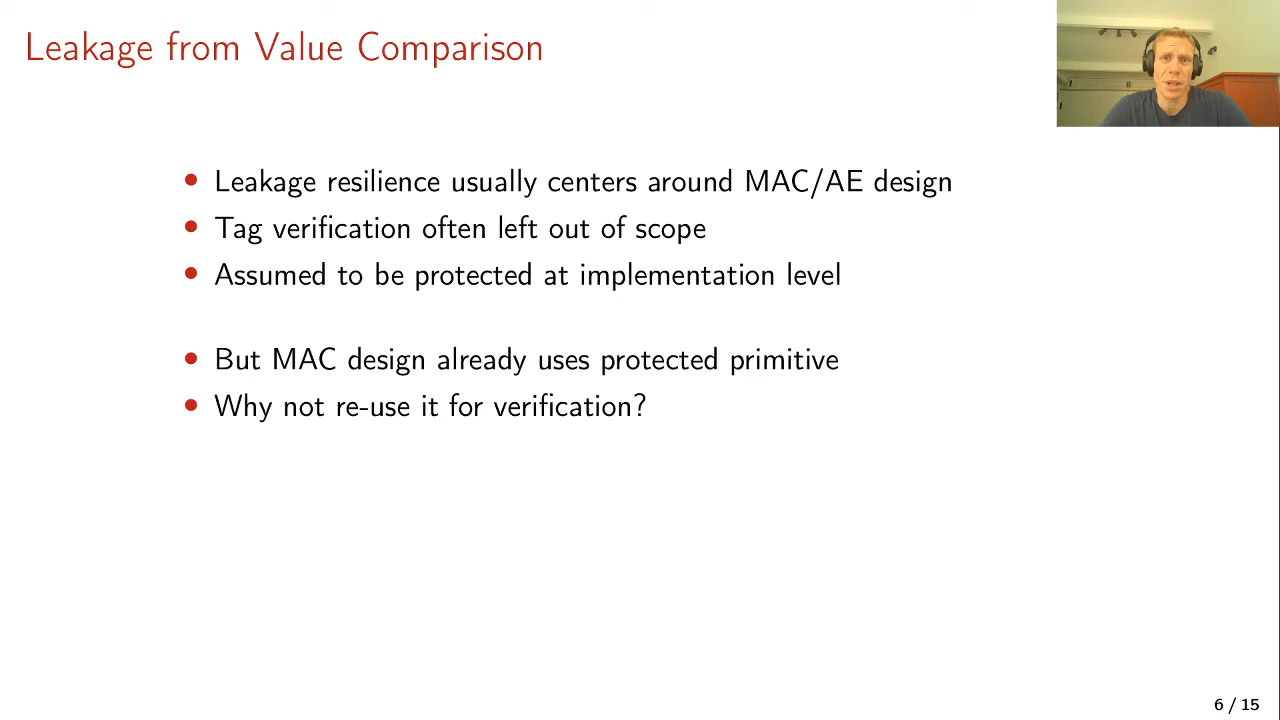 Leakage from Value Comparison
• Leakage resilience usually centers around MAC/AE design
• Tag verification often left out of scope
• Assumed to be protected at implementation level
• But MAC design already uses protected primitive
• Why not re-use it for verification?
6 / 15